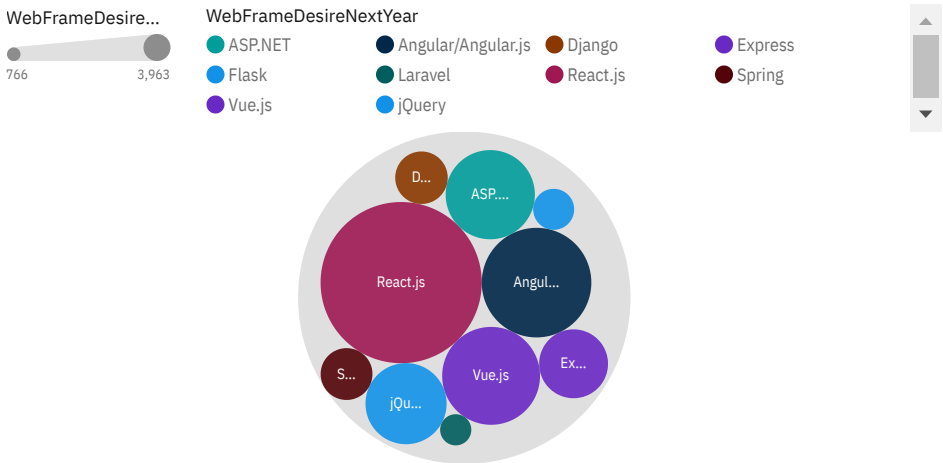 WebFrameDesire...
766 3,963
WebFrameDesireNextYear
ASP.NET Angular/Angular.js Django Express
Flask Laravel React.js Spring
Vue.js jQuery
D...
ASP....
React.js
Angul...
Ex...
S...
Vue.js
jQu...